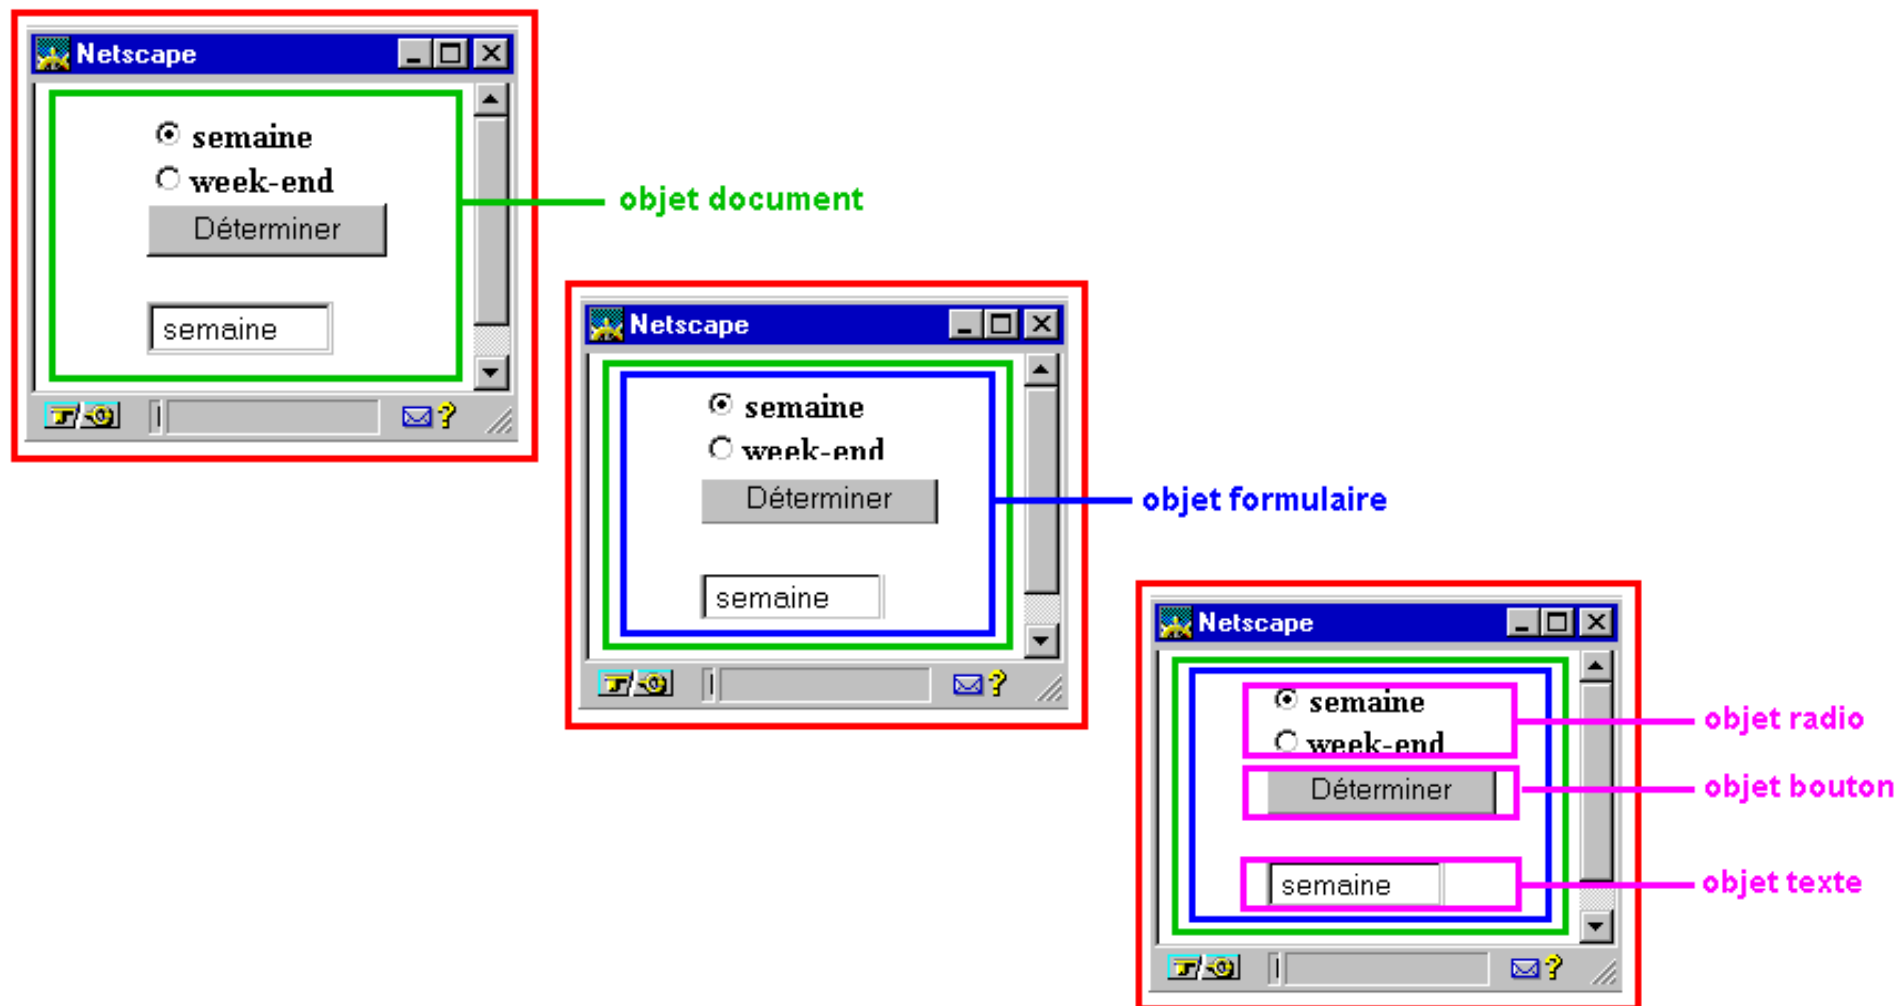 Netscape
semaine
week-end
Déterminer
semaine
objet document
Netscape
semaine
week-end
Déterminer
semaine
objet formulaire
Netscape
semaine
week-end
Déterminer
semaine
objet radio
objet bouton
objet texte